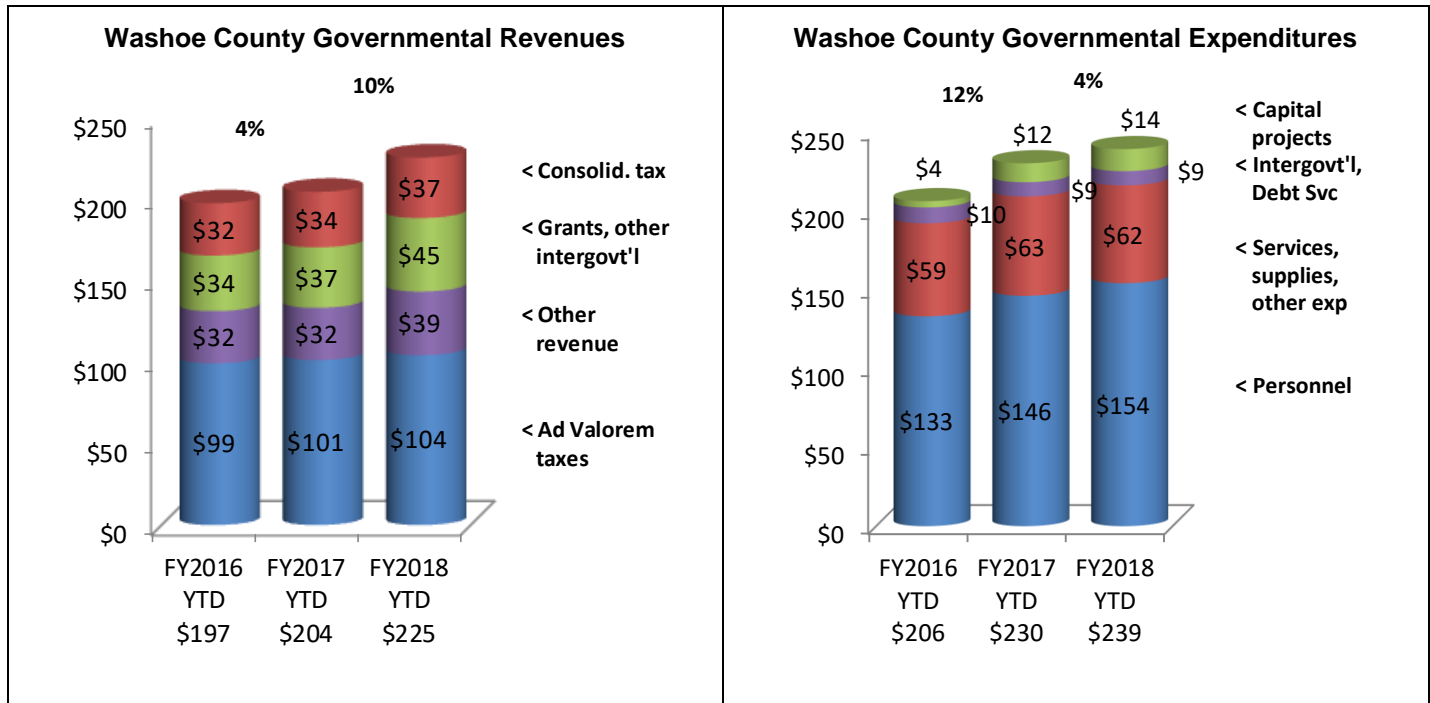 Washoe County Governmental Revenues
10%
4%
$250
$200
$150
$100
$50
$0
$32
$34
$37
$34
$37
$45
$32
$32
$39
$99
$101
$104
< Consolid. tax
< Grants, other
intergovt'l
< Other
revenue
< Ad Valorem
taxes
FY2016 FY2017 FY2018
YTD YTD YTD
$197 $204 $225
Washoe County Governmental Expenditures
12%
4%
$250
$200
$150
$100
$50
$0
$4
$12
$14
$10
$9
$9
$59
$63
$62
$133
$146
$154
< Capital
projects
< Intergovt'l,
Debt Svc
< Services,
supplies,
other exp
< Personnel
FY2016 FY2017 FY2018
YTD YTD YTD
$206 $230 $239